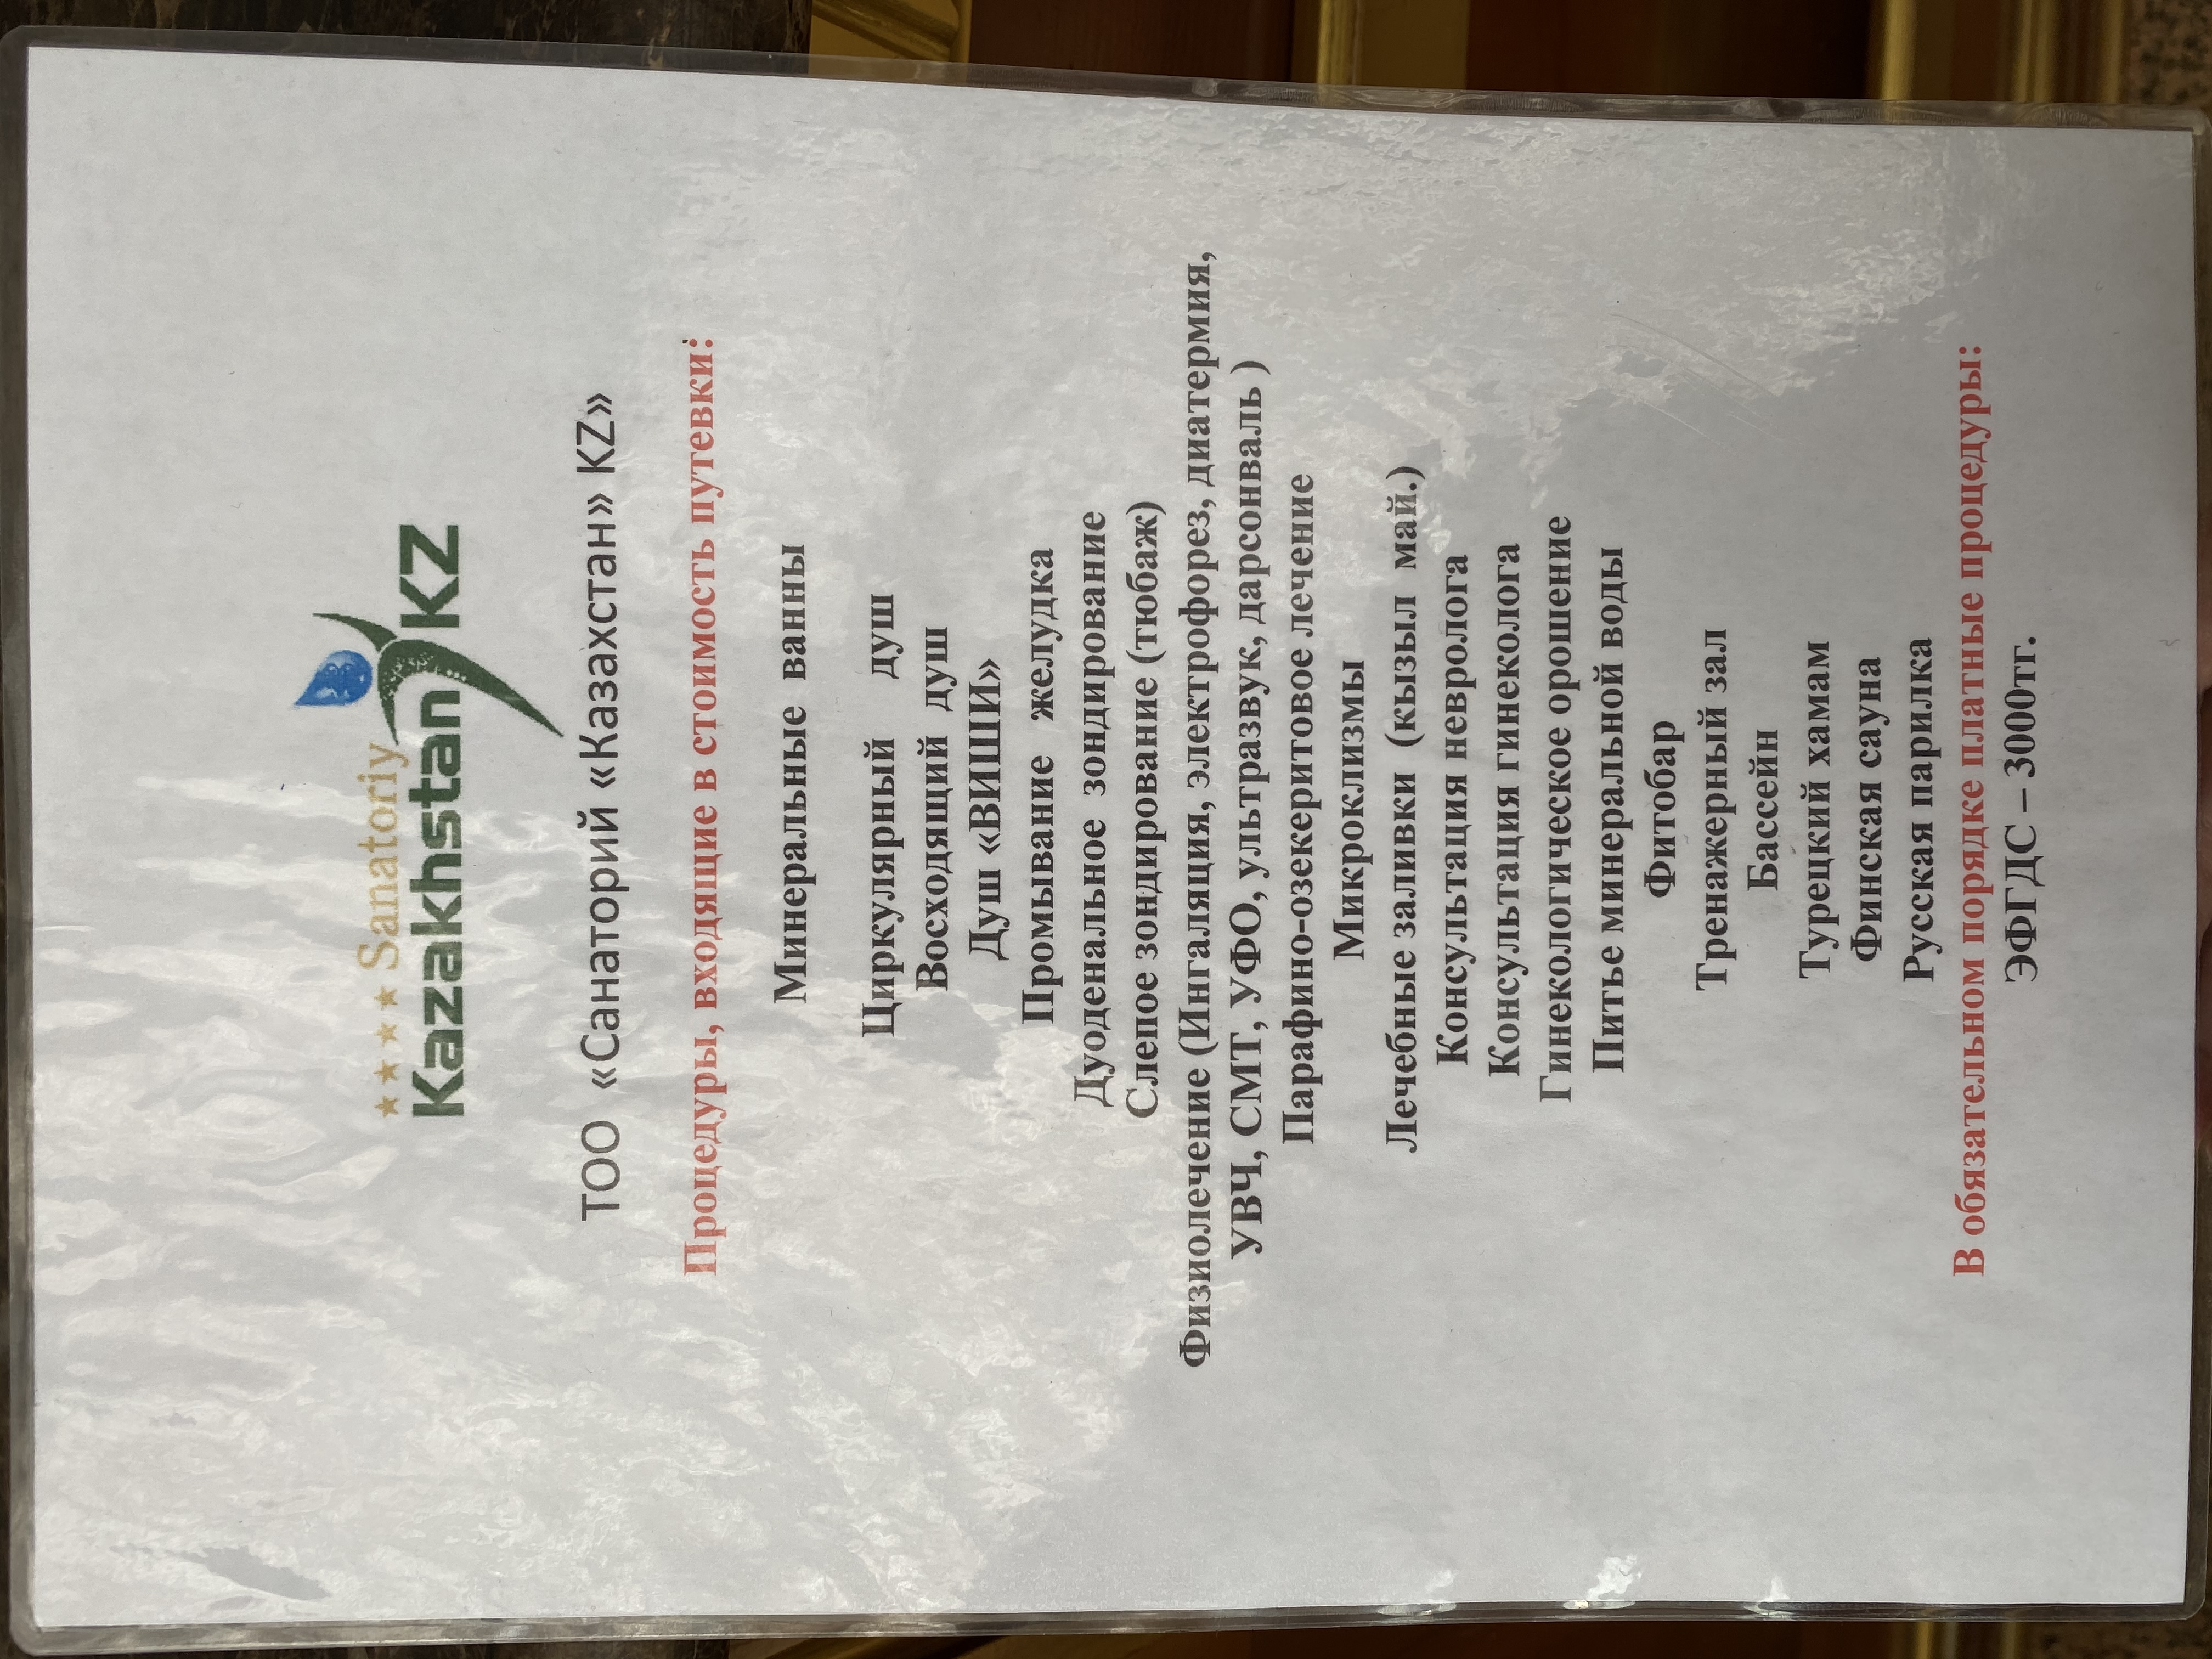 ★★★★ Sanatoriy
Kazakhstan KZ
ТОО «Санаторий «Казахстан» KZ»
Процедуры, входящие в стоимость путевки:
Минеральные ванны
Циркулярный душ
Восходящий душ
Душ «ВИШИ»
Промывание желудка
Дуоденальное зондирование
Слепое зондирование (тюбаж)
Физиолечение (Ингаляция, электрофорез, диатермия,
УВЧ, СМТ, УФО, ультразвук, дарсонваль )
Парафино-озекеритовое лечение
Микроклизмы
Лечебные заливки (кызыл май.)
Консультация невролога
Консультация гинеколога
Гинекологическое орошение
Питье минеральной воды
Фитобар
Тренажерный зал
Бассейн
Турецкий хамам
Финская сауна
Русская парилка
В обязательном порядке платные процедуры:
ЭФГДС – 3000тг.